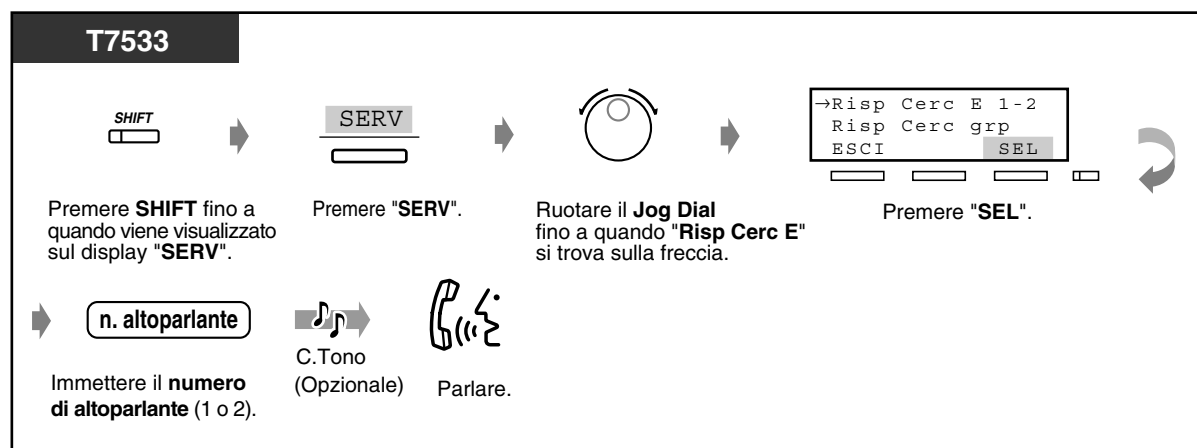 T7533
SHIFT
SERV
→Risp Cerc E 1-2
Risp Cerc grp
ESCI SEL
Premere SHIFT fino a
quando viene visualizzato
sul display "SERV".
Premere "SERV".
Ruotare il Jog Dial
fino a quando "Risp Cerc E"
si trova sulla freccia.
Premere "SEL".
n. altoparlante
Immettere il numero
di altoparlante (1 o 2).
C.Tono
(Opzionale)
Parlare.